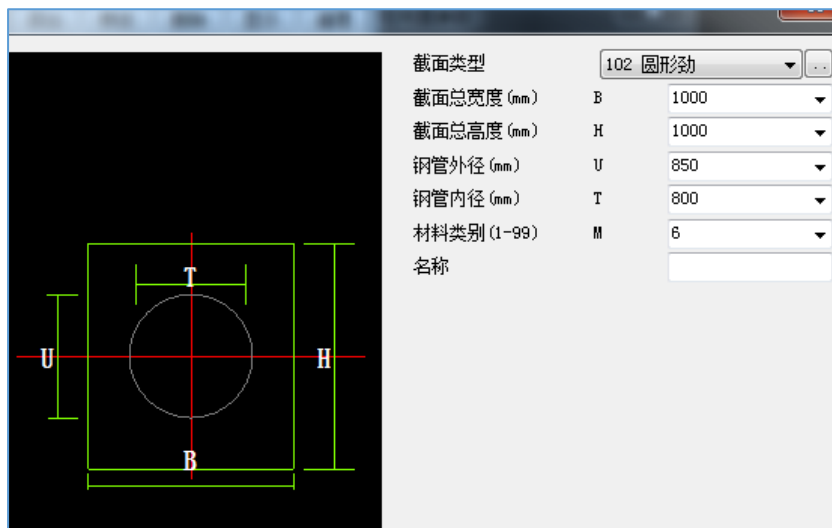 截面类型 102 圆形劲 ..
截面总宽度(mm) B 1000
截面总高度(mm) H 1000
钢管外径(mm) U 850
钢管内径(mm) T 800
材料类别(1-99) M 6
名称
T
U
H
B